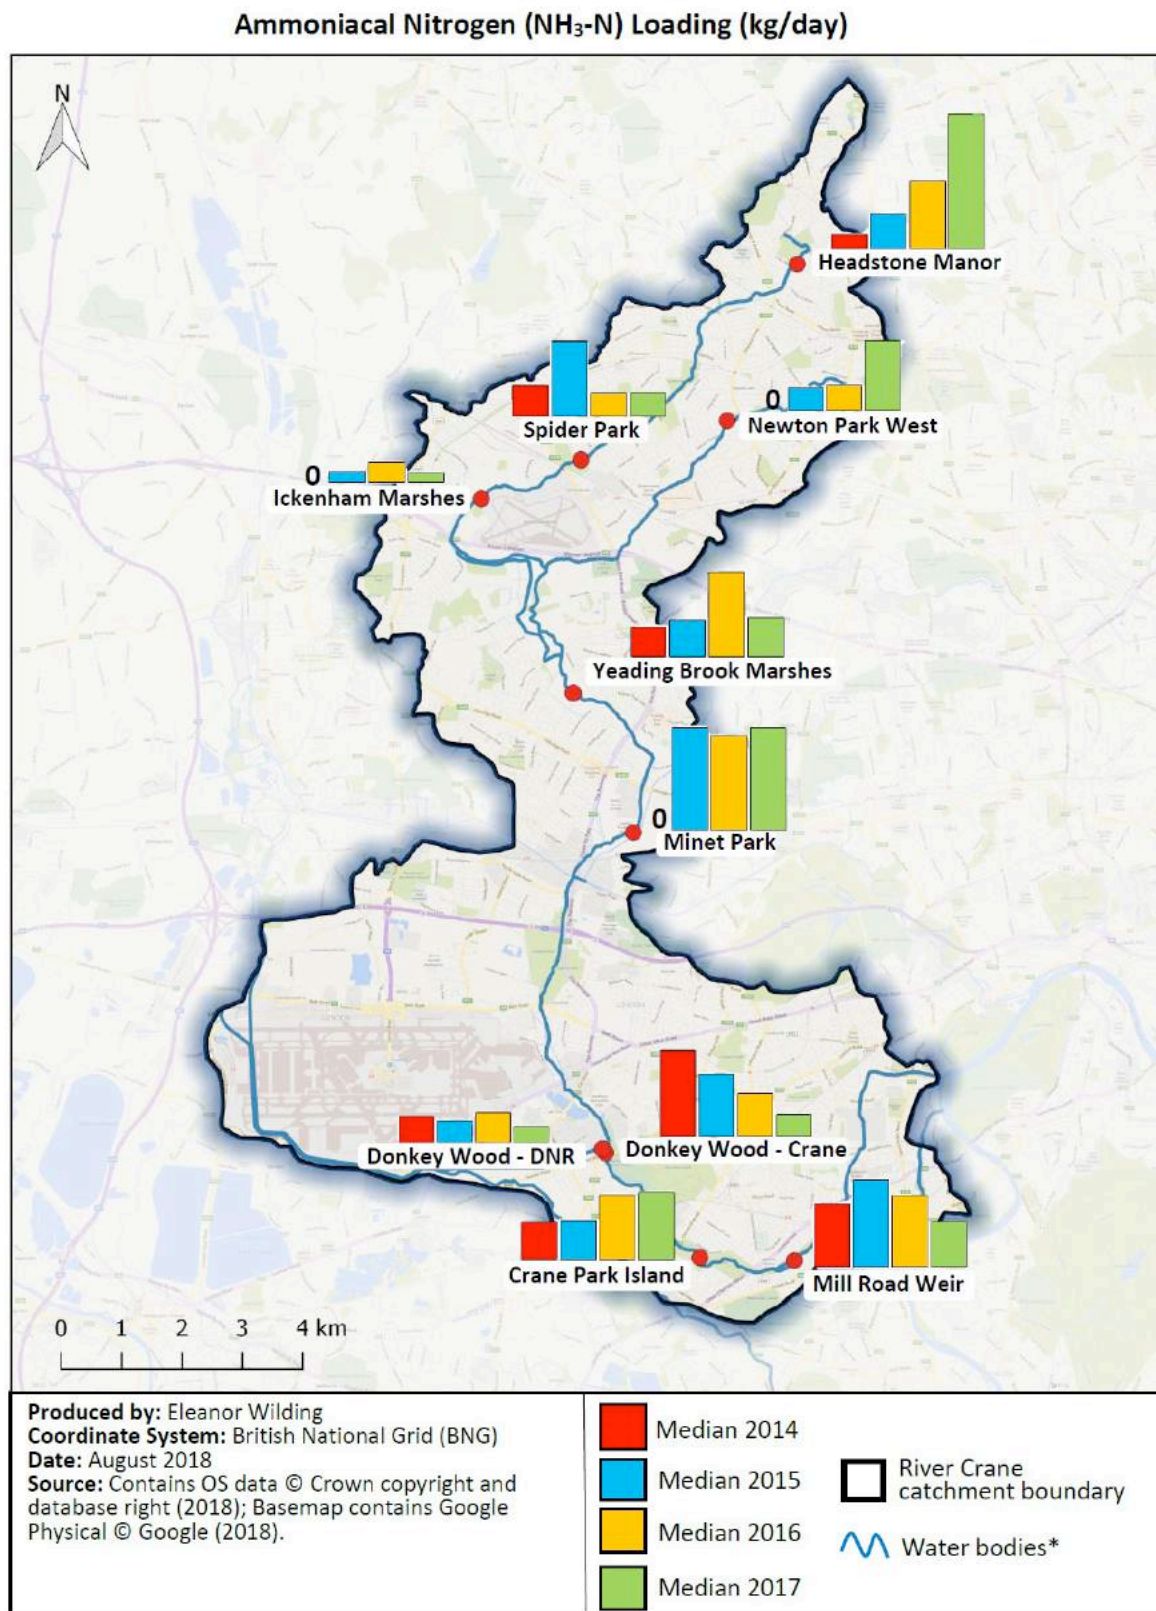 Ammoniacal Nitrogen (NH₃-N) Loading (kg/day)
N
Headstone Manor
0
Newton Park West
Spider Park
0
Ickenham Marshes
Yeading Brook Marshes
0
Minet Park
Donkey Wood - DNR
Donkey Wood - Crane
Crane Park Island
Mill Road Weir
0 1 2 3 4 km
Produced by: Eleanor Wilding
Coordinate System: British National Grid (BNG)
Date: August 2018
Source: Contains OS data © Crown copyright and
database right (2018); Basemap contains Google
Physical © Google (2018).
Median 2014
Median 2015
Median 2016
Median 2017
River Crane
catchment boundary
Water bodies*